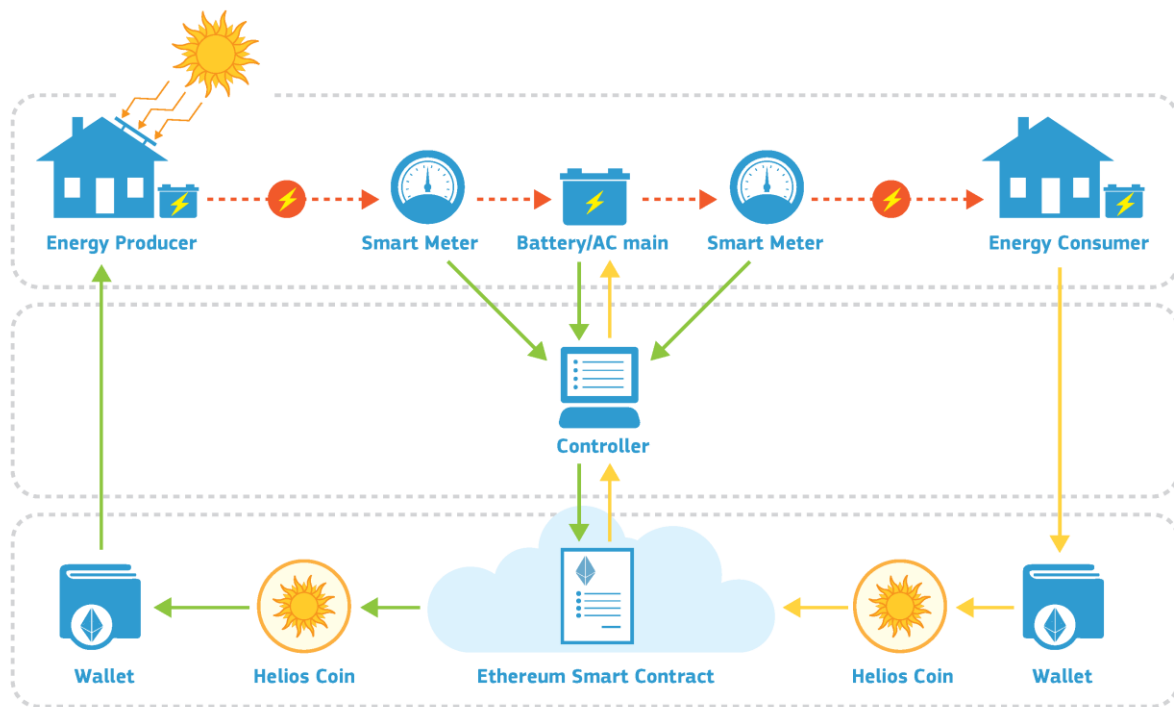 Energy Producer
Smart Meter
Battery/AC main
Smart Meter
Energy Consumer
Controller
Wallet
Helios Coin
Ethereum Smart Contract
Helios Coin
Wallet